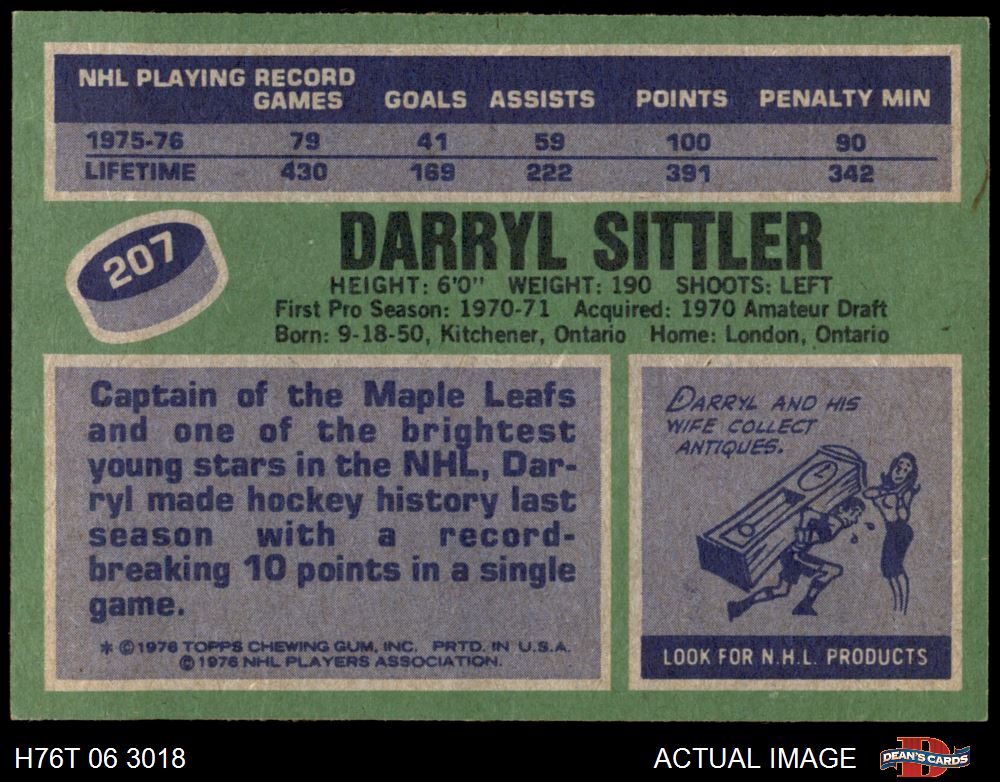 NHL PLAYING RECORD
GAMES GOALS ASSISTS POINTS PENALTY MIN
1975-76 79 41 59 100 90
LIFETIME 430 169 222 391 342
207
DARRYL SITTLER
HEIGHT: 6'0" WEIGHT: 190 SHOOTS: LEFT
First Pro Season: 1970-71 Acquired: 1970 Amateur Draft
Born: 9-18-50, Kitchener, Ontario Home: London, Ontario
Captain of the Maple Leafs
and one of the brightest
young stars in the NHL, Dar-
ryl made hockey history last
season with a record-
breaking 10 points in a single
game.
* © 1976 TOPPS CHEWING GUM, INC. PRTD. IN U.S.A.
© 1976 NHL PLAYERS ASSOCIATION.
DARRYL AND HIS
WIFE COLLECT
ANTIQUES.
LOOK FOR N.H.L. PRODUCTS
H76T 06 3018 ACTUAL IMAGE DEAN'S CARDS